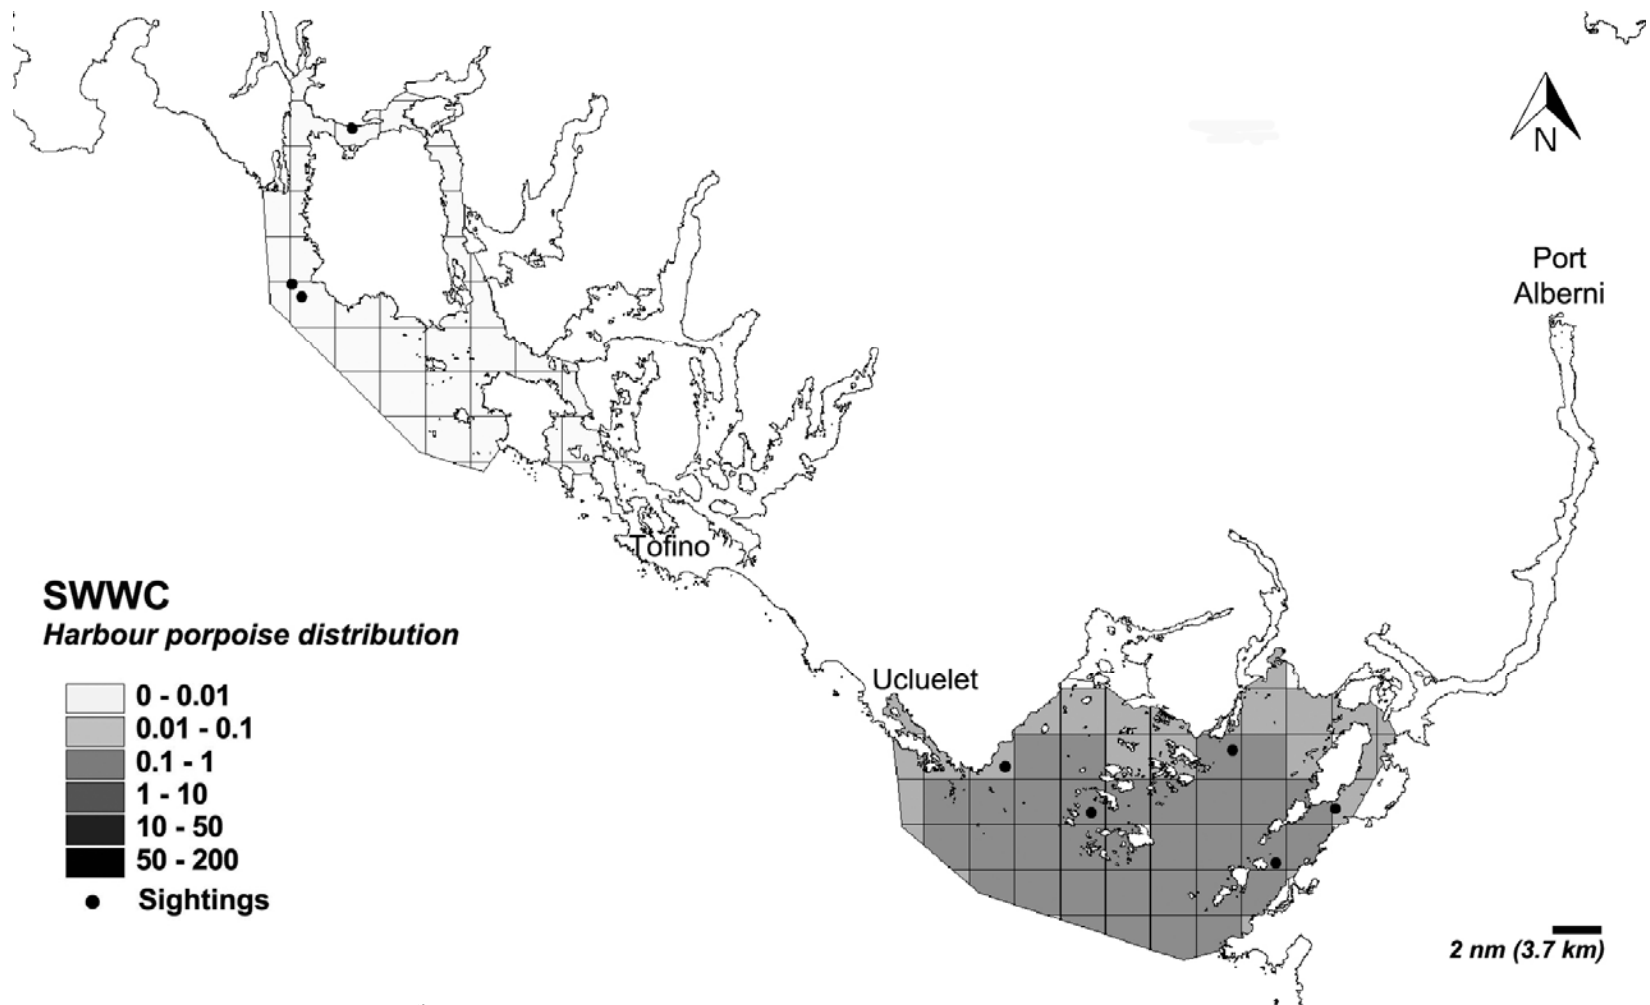 N
Port
Alberni
Tofino
SWWC
Harbour porpoise distribution
Ucluelet
0 - 0.01
0.01 - 0.1
0.1 - 1
1 - 10
10 - 50
50 - 200
Sightings
2 nm (3.7 km)